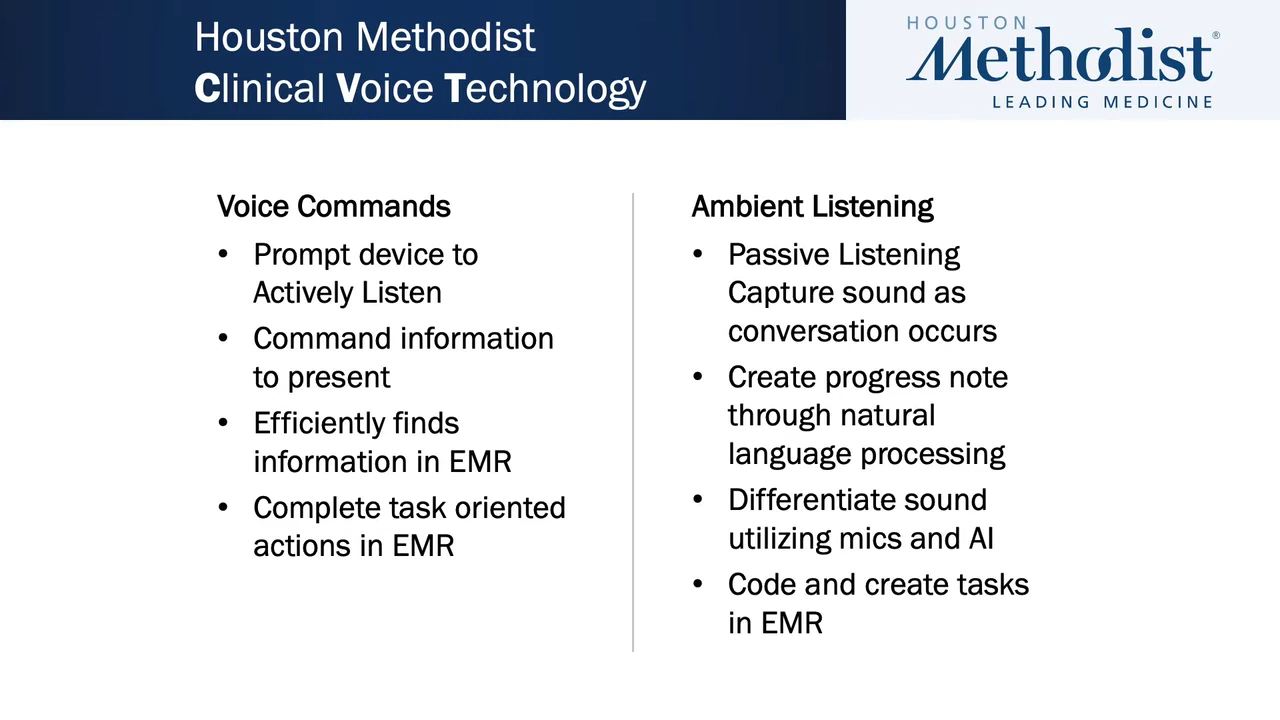 Houston Methodist
Clinical Voice Technology
HOUSTON
Methodist®
LEADING MEDICINE
Voice Commands
• Prompt device to
Actively Listen
• Command information
to present
• Efficiently finds
information in EMR
• Complete task oriented
actions in EMR
Ambient Listening
• Passive Listening
Capture sound as
conversation occurs
• Create progress note
through natural
language processing
• Differentiate sound
utilizing mics and AI
• Code and create tasks
in EMR